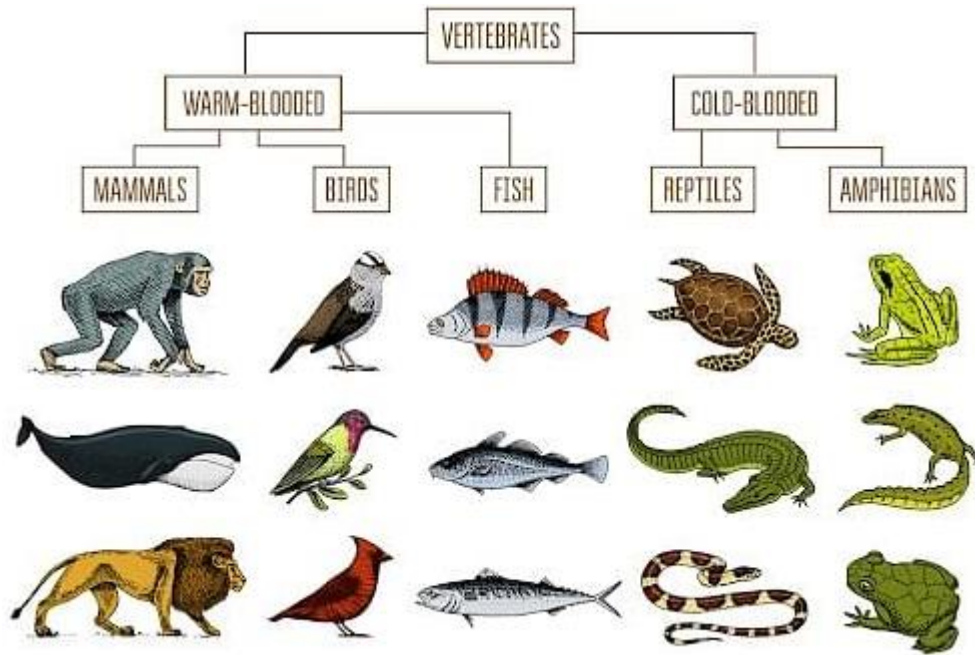 VERTEBRATES
WARM-BLOODED
COLD-BLOODED
MAMMALS
BIRDS
FISH
REPTILES
AMPHIBIANS